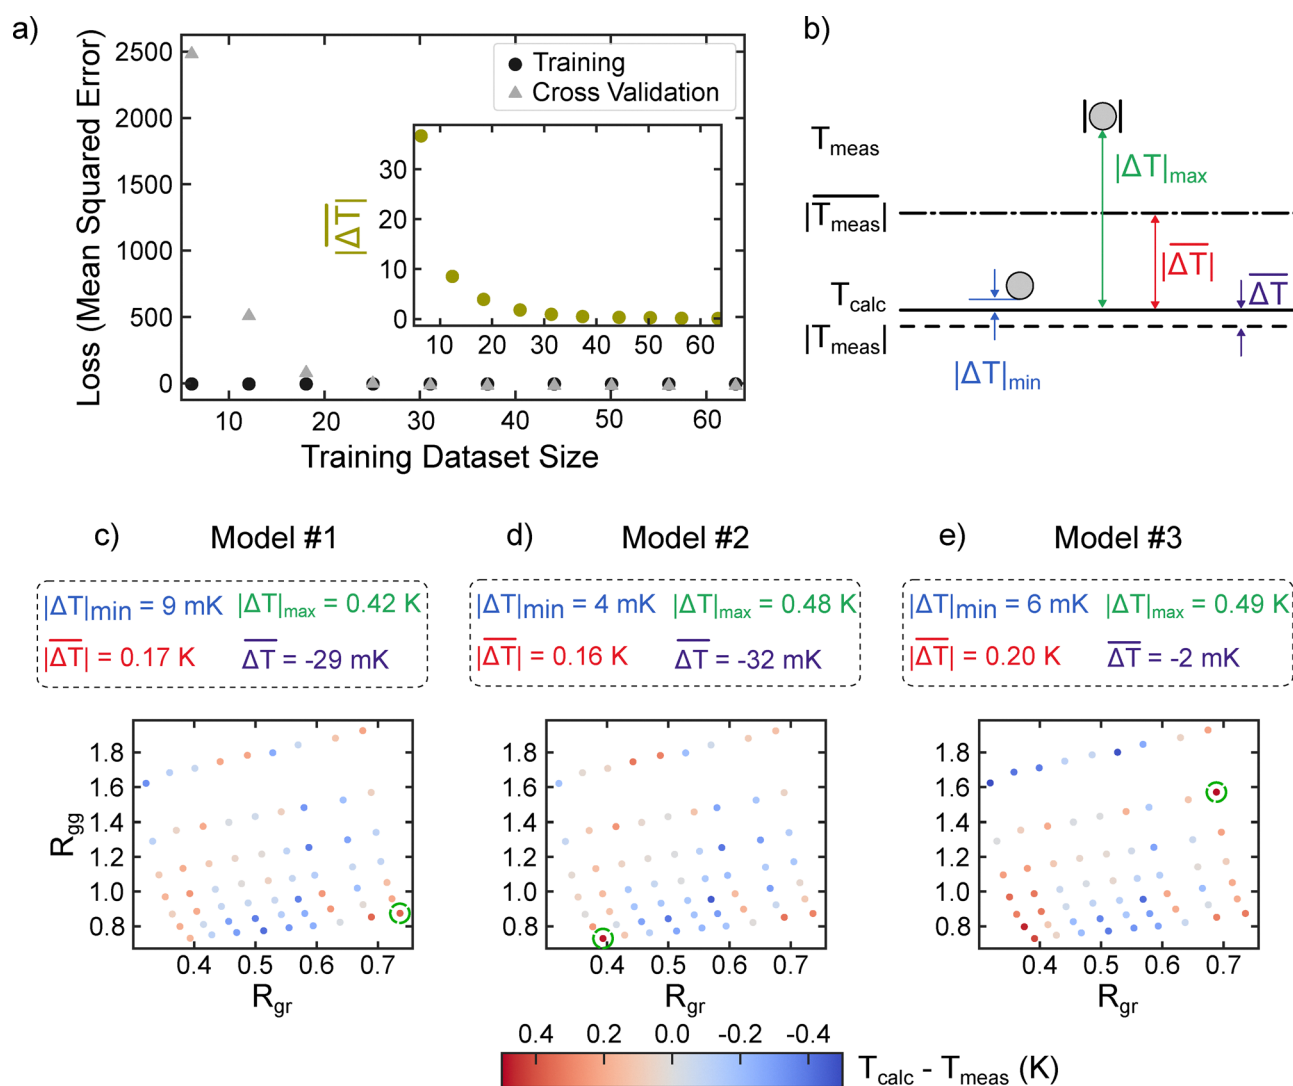 a)
b)
Loss (Mean Squared Error)
2500
2000
1500
1000
500
0
10 20 30 40 50 60
Training Dataset Size
Training
Cross Validation
|ΔT|
30
20
10
0
10 20 30 40 50 60
T_meas
|T_meas|
T_calc
|T_meas|
|ΔT|_max
|ΔT|
ΔT
|ΔT|_min
c) Model #1
|ΔT|min = 9 mK |ΔT|max = 0.42 K
|ΔT| = 0.17 K ΔT = -29 mK
d) Model #2
|ΔT|min = 4 mK |ΔT|max = 0.48 K
|ΔT| = 0.16 K ΔT = -32 mK
e) Model #3
|ΔT|min = 6 mK |ΔT|max = 0.49 K
|ΔT| = 0.20 K ΔT = -2 mK
R_gg
1.8
1.6
1.4
1.2
1.0
0.8
0.4 0.5 0.6 0.7
R_gr
1.8
1.6
1.4
1.2
1.0
0.8
0.4 0.5 0.6 0.7
R_gr
1.8
1.6
1.4
1.2
1.0
0.8
0.4 0.5 0.6 0.7
R_gr
0.4 0.2 0.0 -0.2 -0.4
T_calc - T_meas (K)